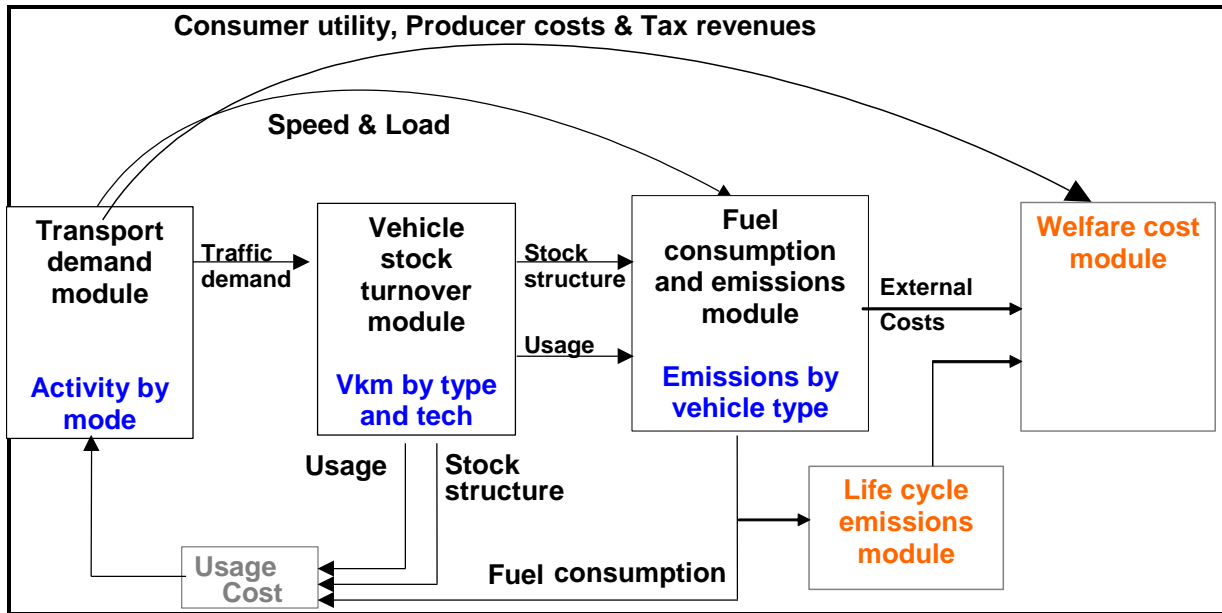 Consumer utility, Producer costs & Tax revenues
Speed & Load
Transport
demand
module
Activity by
mode
Traffic
demand
Vehicle
stock
turnover
module
Vkm by type
and tech
Stock
structure
Usage
Fuel
consumption
and emissions
module
Emissions by
vehicle type
External
Costs
Welfare cost
module
Usage
Stock
structure
Life cycle
emissions
module
Usage
Cost
Fuel consumption